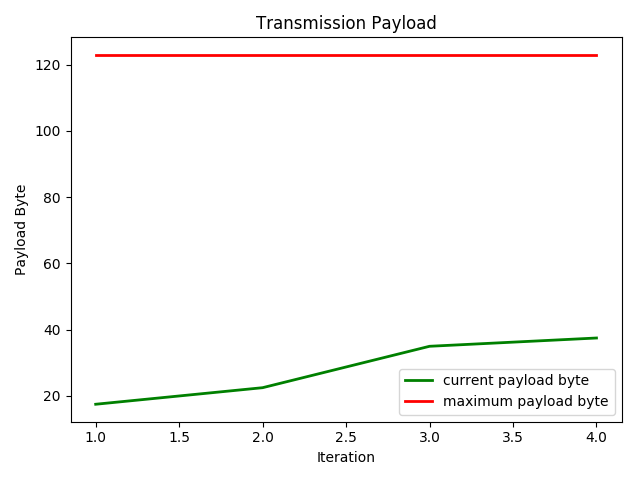 Transmission Payload
Payload Byte
120
100
80
60
40
20
1.0 1.5 2.0 2.5 3.0 3.5 4.0
Iteration
current payload byte
maximum payload byte